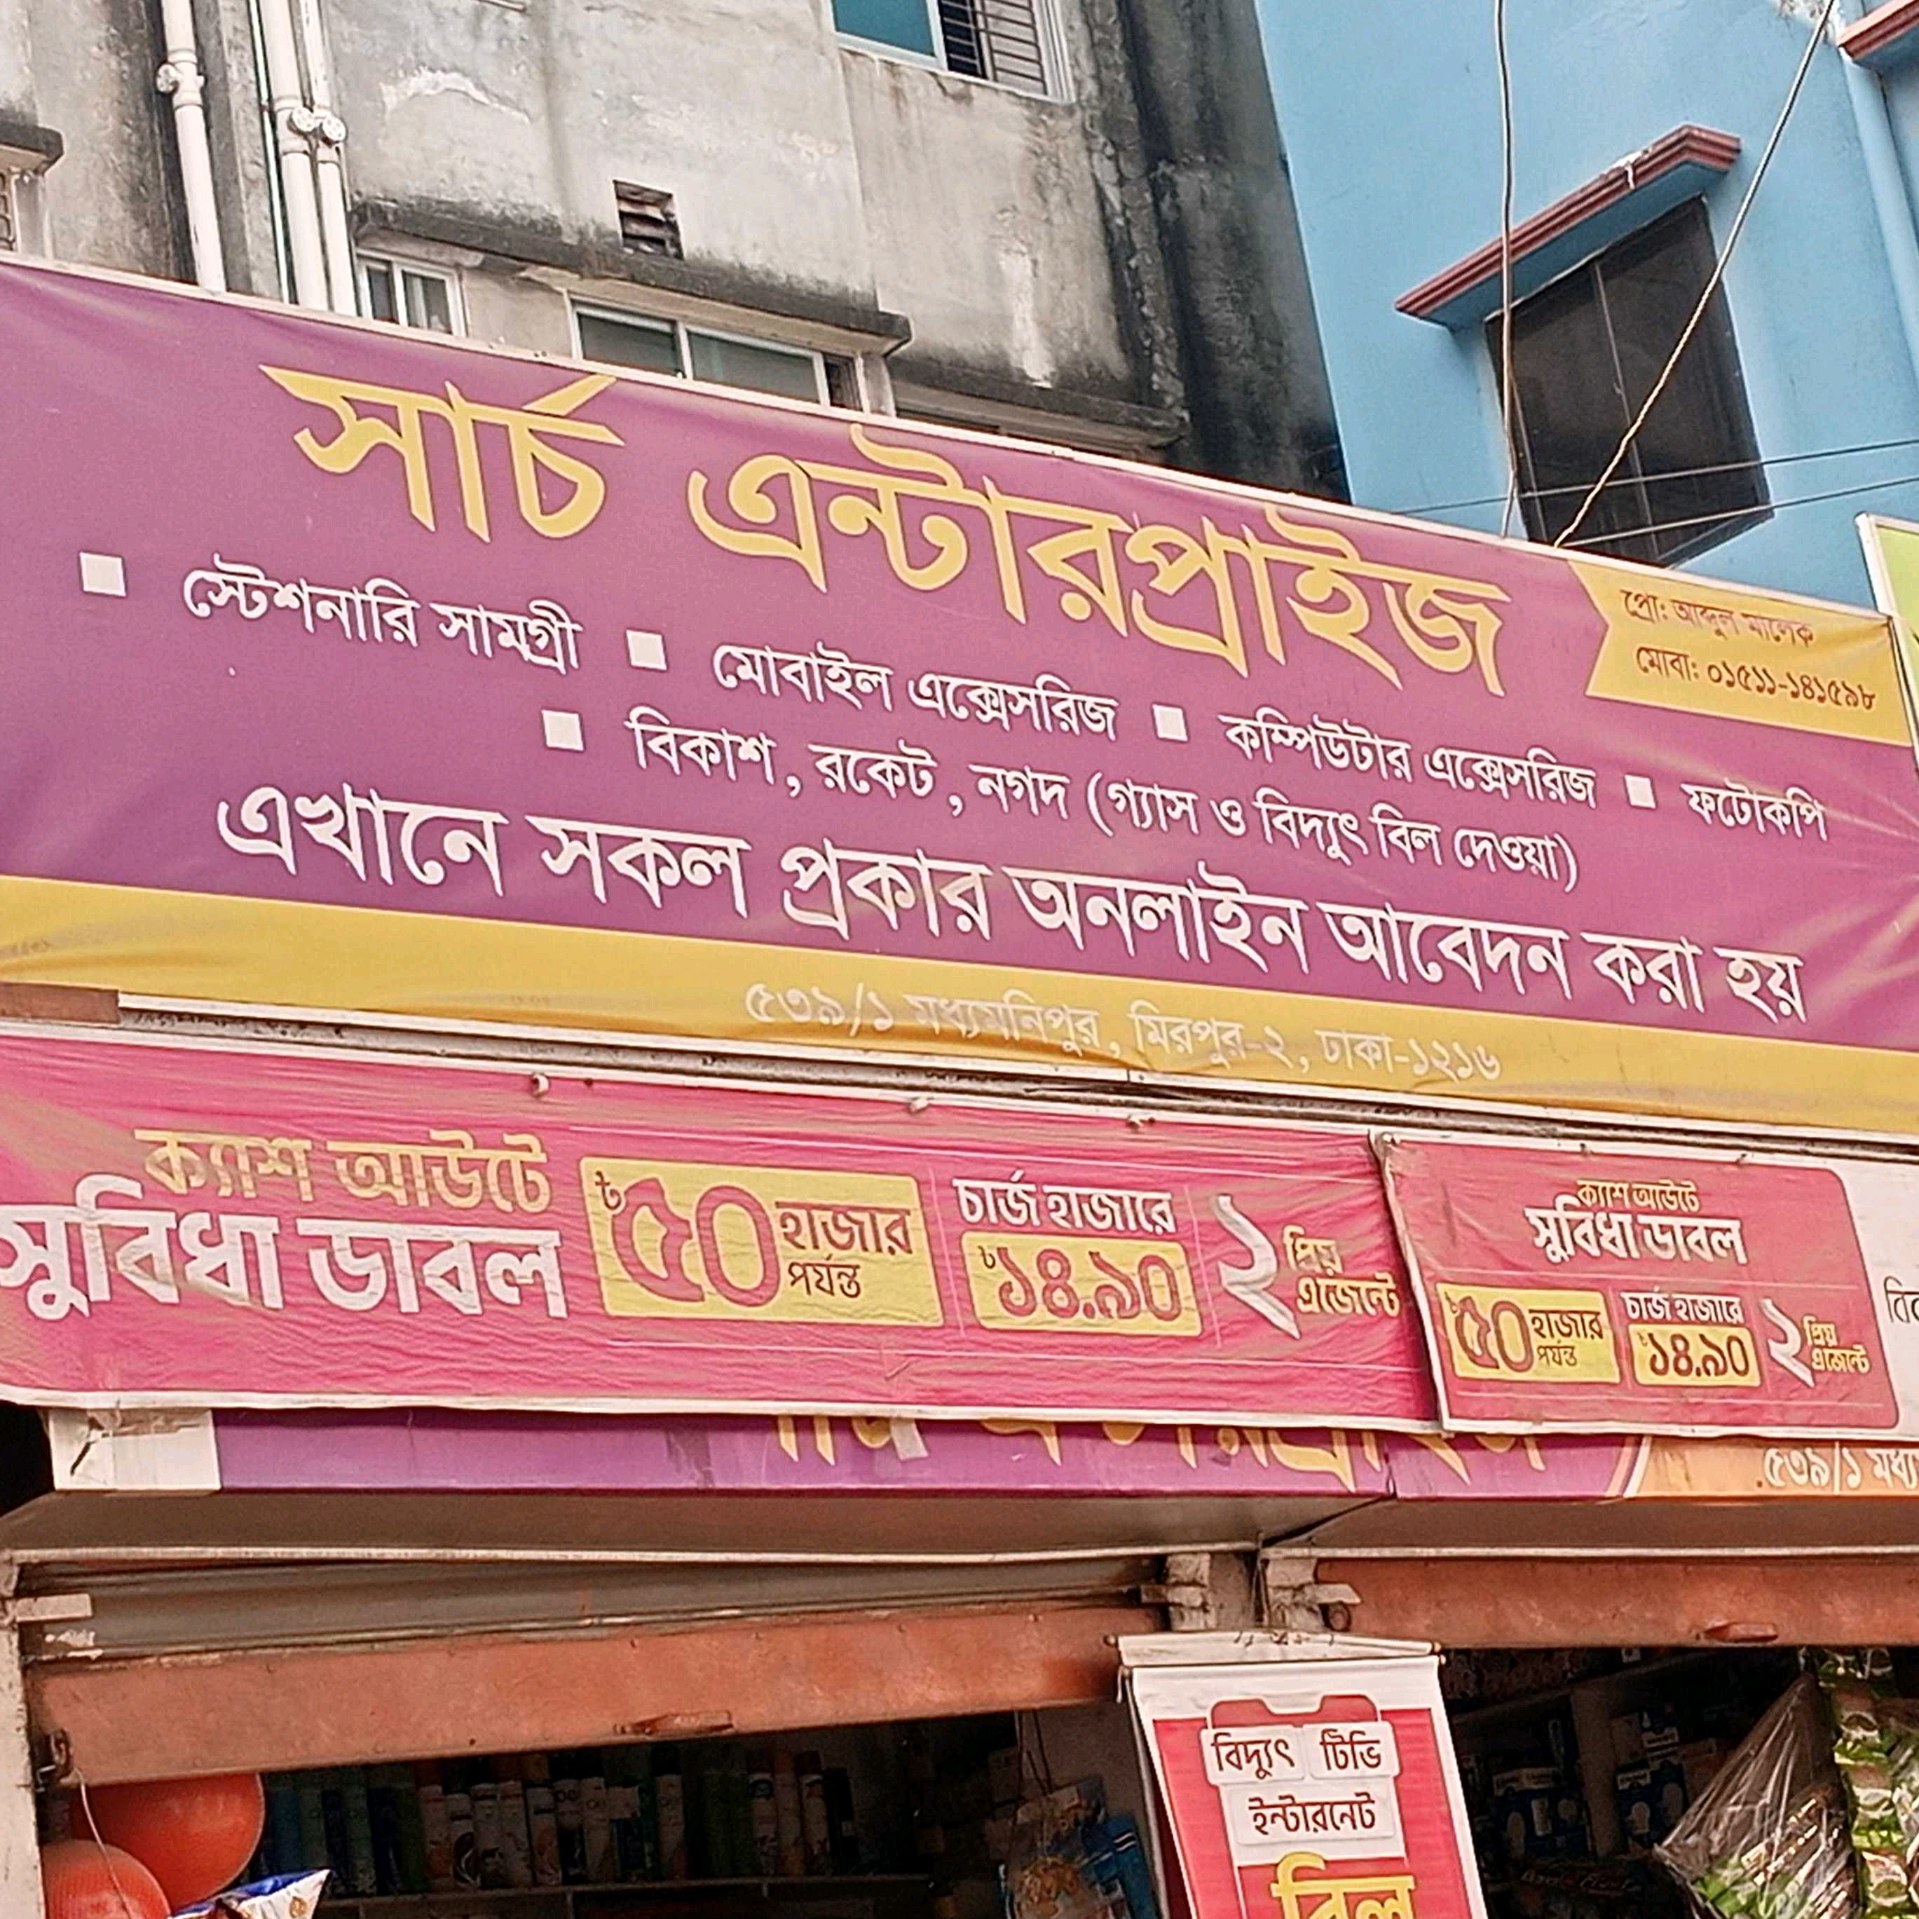 সার্চ এন্টারপ্রাইজ
প্রো: আব্দুল মালেক
মোবা: ০১৫১১-১৪১৫৯৮
■ স্টেশনারি সামগ্রী ■ মোবাইল এক্সেসরিজ ■ কম্পিউটার এক্সেসরিজ ■ ফটোকপি
■ বিকাশ, রকেট, নগদ (গ্যাস ও বিদ্যুৎ বিল দেওয়া)
এখানে সকল প্রকার অনলাইন আবেদন করা হয়
৫৩৯/১ মধ্যমনিপুর, মিরপুর-২, ঢাকা-১২১৬
ক্যাশ আউটে
সুবিধা ডাবল
৳৫০ হাজার
পর্যন্ত
চার্জ হাজারে
৳১৪.৯০
২ প্রিয়
এজেন্টে
ক্যাশ আউটে
সুবিধা ডাবল
৳৫০ হাজার
পর্যন্ত
চার্জ হাজারে
৳১৪.৯০
২ প্রিয়
এজেন্টে
৫৩৯/১
বিদ্যুৎ টিভি
ইন্টারনেট
বিল